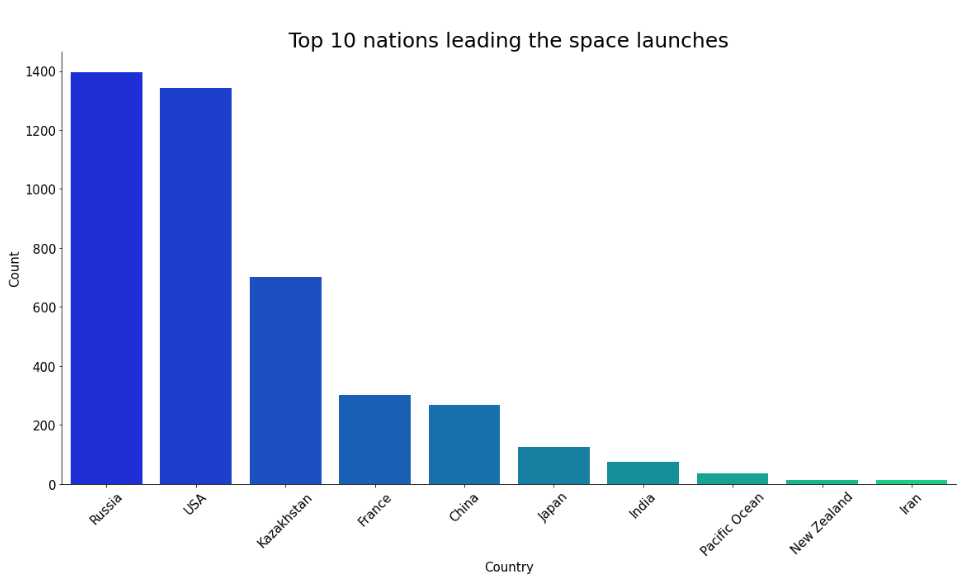 Top 10 nations leading the space launches
1400
1200
1000
800
600
400
200
0
Count
Russia
USA
Kazakhstan
France
China
Japan
India
Pacific Ocean
New Zealand
Iran
Country